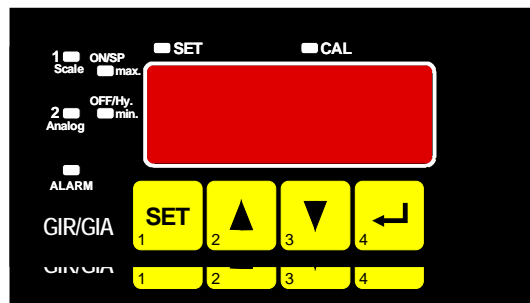 SET CAL
1 ON/SP
Scale max.
OFF/Hy.
2 min.
Analog
ALARM
GIR/GIA
SET
1 2 3 4
1 2 3 4